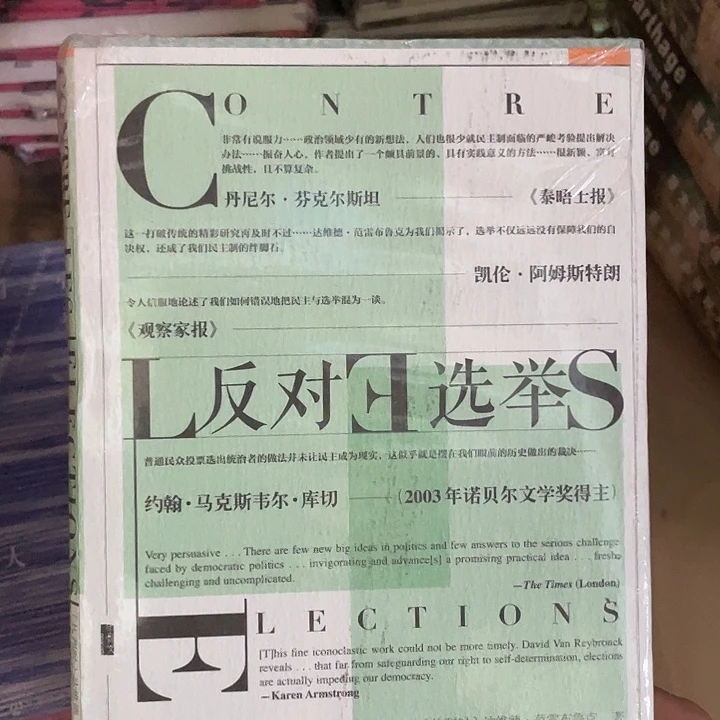 CONTRE
非常有说服力……政治领域少有的新想法，人们也很少就民主制面临的严峻考验提出解决
办法……振奋人心，作者提出了一个颇具前景的、具有实践意义的方法……很新颖、富有
挑战性，且不算复杂。
丹尼尔·芬克尔斯坦 《泰晤士报》
这一打破传统的精彩研究再及时不过……达维德·范雷布鲁克为我们揭示了，选举不仅远远没有保障我们的自
决权，还成了我们民主制的绊脚石。
凯伦·阿姆斯特朗
令人信服地论述了我们如何错误地把民主与选举混为一谈。
《观察家报》
LES
反对选举
普通民众投票选出统治者的做法并未让民主成为现实，这似乎就是摆在我们眼前的历史做出的裁决……
约翰·马克斯韦尔·库切 （2003年诺贝尔文学奖得主）
Very persuasive . . . There are few new big ideas in politics and few answers to the serious challenge
faced by democratic politics . . . invigorating and advance[s] a promising practical idea . . . fresh,
challenging and uncomplicated.
—The Times (London)
ELECTIONS
[T]his fine iconoclastic work could not be more timely. David Van Reybrouck
reveals . . . that far from safeguarding our right to self-determination, elections
are actually impeding our democracy.
—Karen Armstrong
CONTRE LES ÉLECTIONS
arthage
人